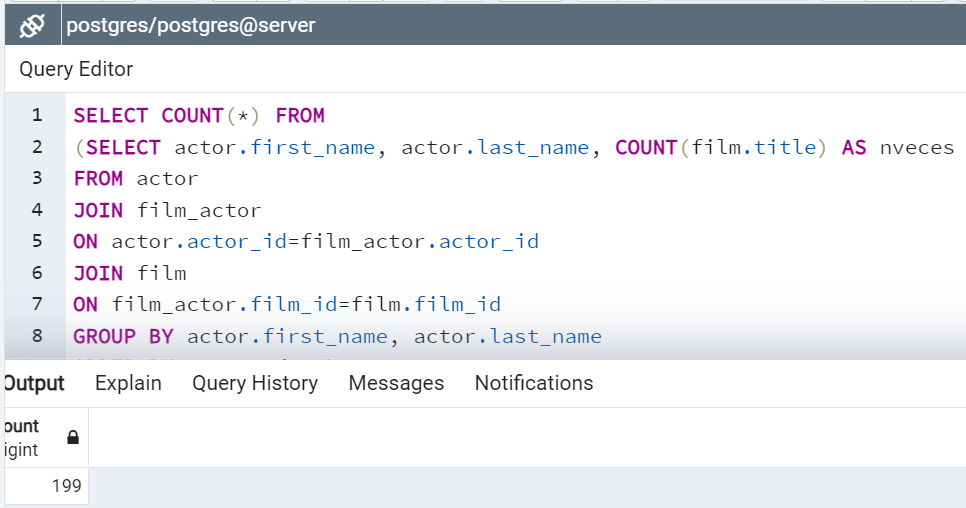 postgres/postgres@server
Query Editor
1 SELECT COUNT(*) FROM
2 (SELECT actor.first_name, actor.last_name, COUNT(film.title) AS nveces
3 FROM actor
4 JOIN film_actor
5 ON actor.actor_id=film_actor.actor_id
6 JOIN film
7 ON film_actor.film_id=film.film_id
8 GROUP BY actor.first_name, actor.last_name
Output Explain Query History Messages Notifications
ount
igint
199